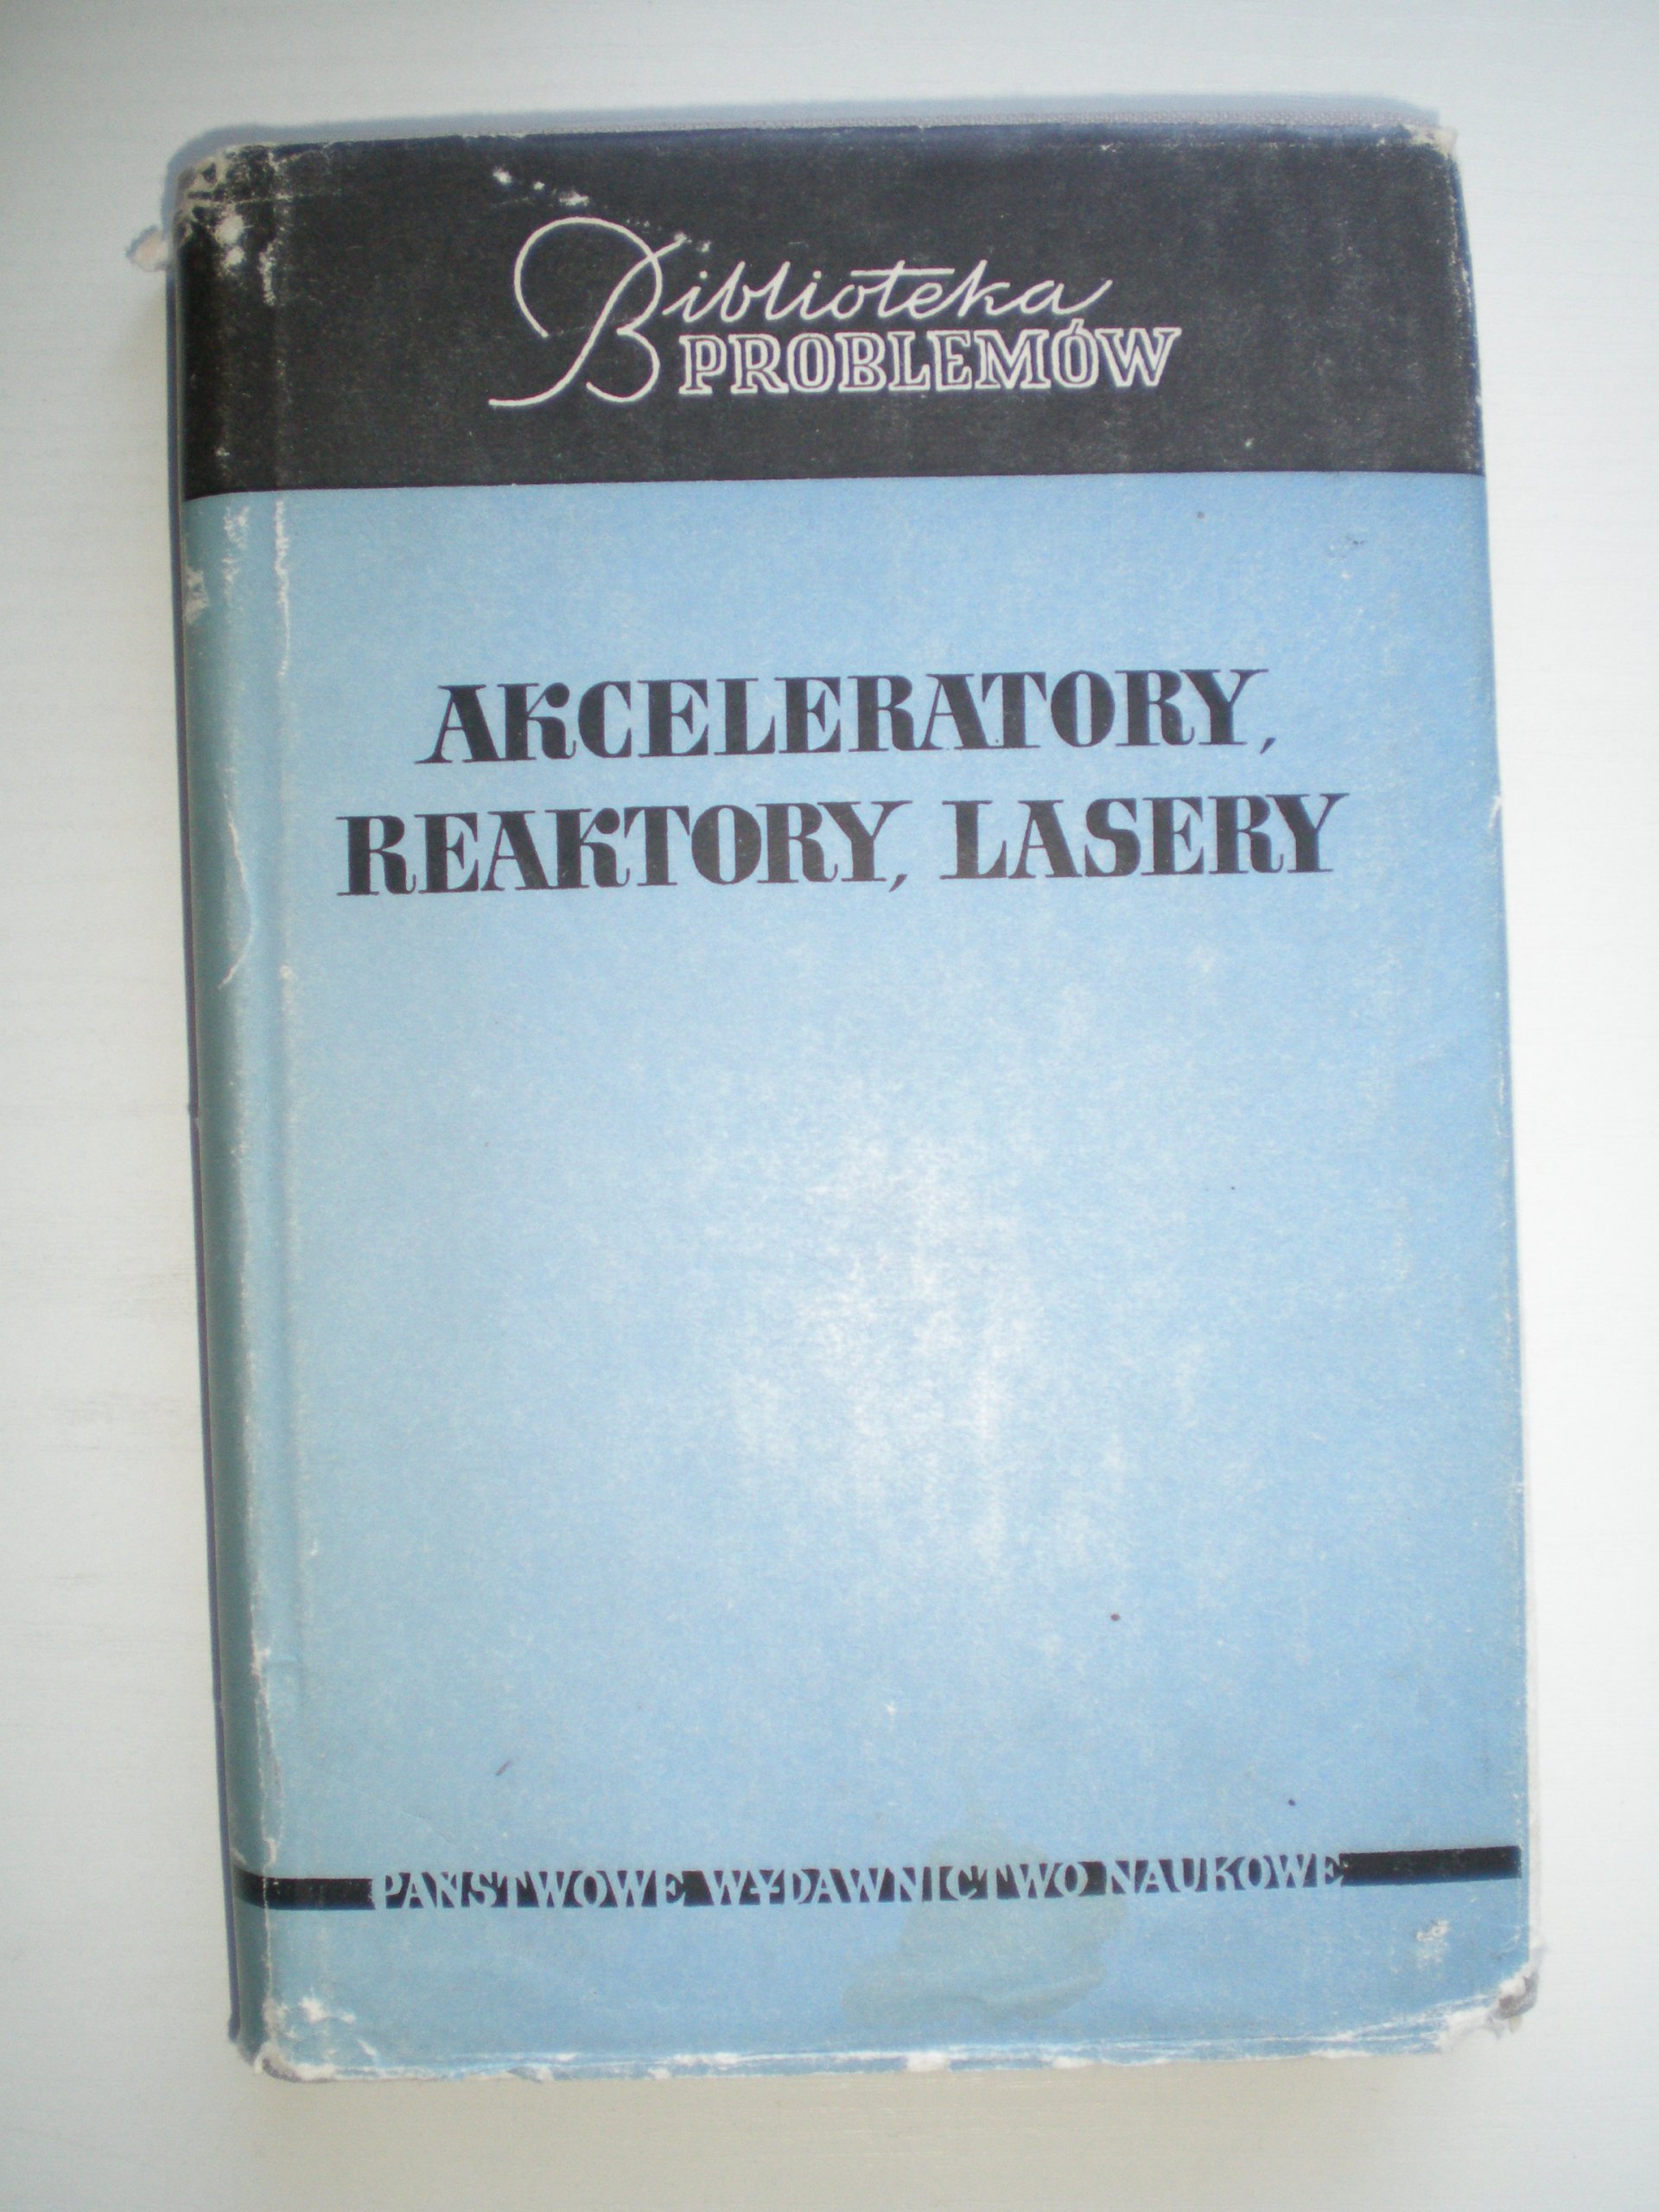 Biblioteka
PROBLEMÓW
AKCELERATORY,
REAKTORY, LASERY
PAŃSTWOWE WYDAWNICTWO NAUKOWE